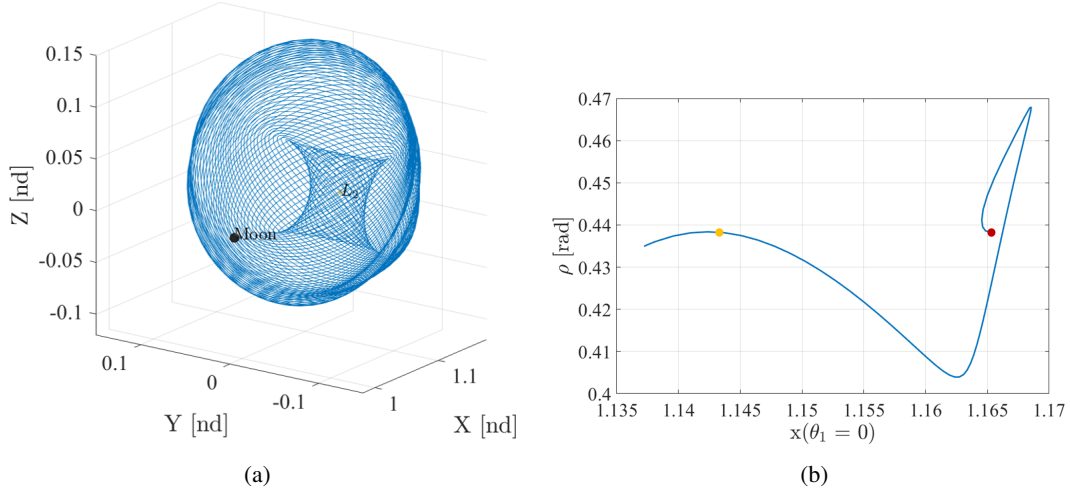 0.15
0.1
0.05
0
-0.05
-0.1
Z [nd]
L₂
Moon
0.1
0
-0.1
Y [nd]
1
1.1
X [nd]
(a)
0.47
0.46
0.45
0.44
0.43
0.42
0.41
0.4
ρ [rad]
1.135 1.14 1.145 1.15 1.155 1.16 1.165 1.17
x(θ₁ = 0)
(b)